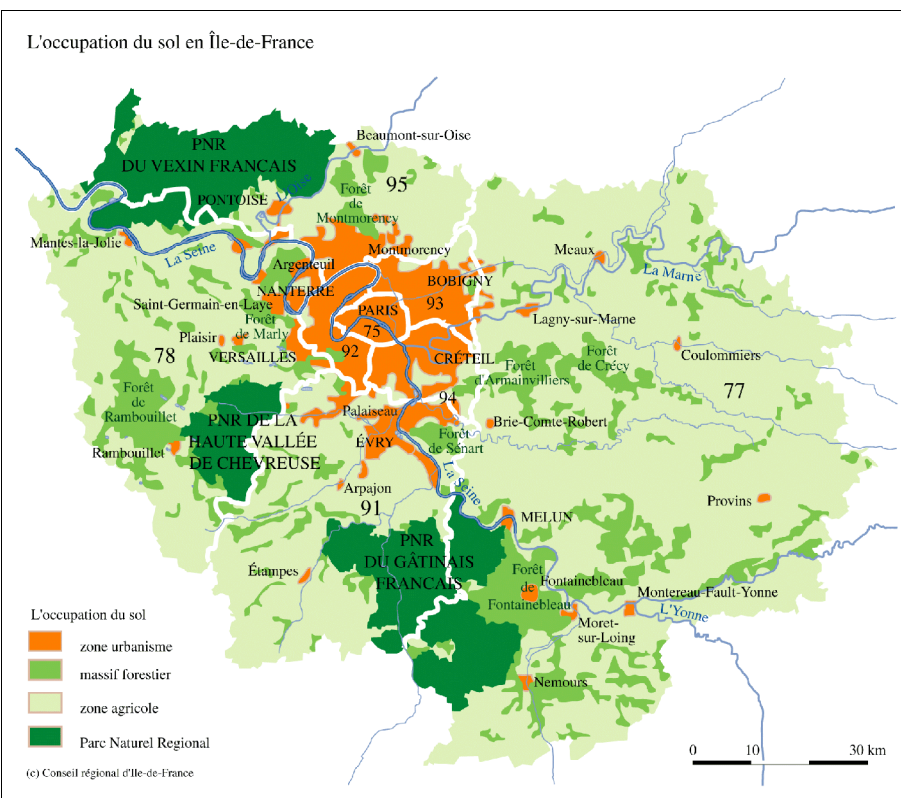 L'occupation du sol en Île-de-France
Beaumont-sur-Oise
PNR
DU VEXIN FRANCAIS
95
L'Oise
PONTOISE
Forêt
de
Montmorency
Mantes-la-Jolie
La Seine
Montmorency
Meaux
Argenteuil
La Marne
BOBIGNY
NANTERRE
93
Saint-Germain-en-Laye
PARIS
Forêt
de Marly
75
Lagny-sur-Marne
Plaisir
78
VERSAILLES
92
CRÉTEIL
Forêt
d'Armainvilliers
Forêt
de Crécy
Coulommiers
77
Forêt
de
Rambouillet
94
Palaiseau
PNR DE LA
HAUTE VALLÉE
DE CHEVREUSE
Brie-Comte-Robert
ÉVRY
Forêt
de Sénart
Rambouillet
La Seine
Arpajon
91
Provins
MELUN
PNR
DU GÂTINAIS
FRANCAIS
Étampes
Forêt
de
Fontainebleau
Fontainebleau
Montereau-Fault-Yonne
L'Yonne
Moret-
sur-Loing
Nemours
L'occupation du sol
zone urbanisme
massif forestier
zone agricole
Parc Naturel Regional
0 10 30 km
(c) Conseil régional d'Ile-de-France